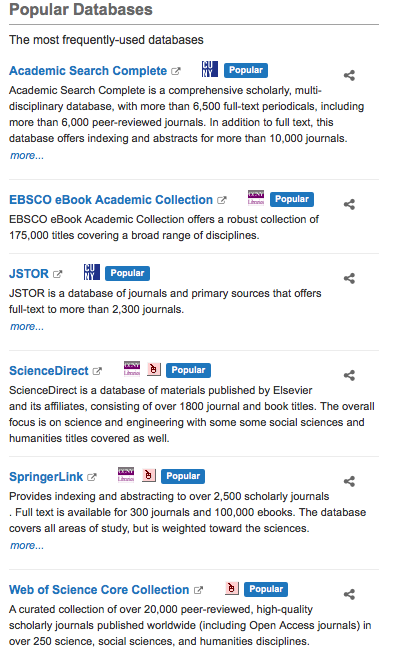 Popular Databases
The most frequently-used databases
Academic Search Complete CU NY Popular
Academic Search Complete is a comprehensive scholarly, multi-
disciplinary database, with more than 6,500 full-text periodicals, including
more than 6,000 peer-reviewed journals. In addition to full text, this
database offers indexing and abstracts for more than 10,000 journals.
more...
EBSCO eBook Academic Collection CCNY Libraries Popular
EBSCO eBook Academic Collection offers a robust collection of
175,000 titles covering a broad range of disciplines.
JSTOR CU NY Popular
JSTOR is a database of journals and primary sources that offers
full-text to more than 2,300 journals.
more...
ScienceDirect CCNY Libraries Popular
ScienceDirect is a database of materials published by Elsevier
and its affiliates, consisting of over 1800 journal and book titles. The overall
focus is on science and engineering with some some social sciences and
humanities titles covered as well.
SpringerLink CCNY Libraries Popular
Provides indexing and abstracting to over 2,500 scholarly journals
. Full text is available for 300 journals and 100,000 ebooks. The database
covers all areas of study, but is weighted toward the sciences.
more...
Web of Science Core Collection Popular
A curated collection of over 20,000 peer-reviewed, high-quality
scholarly journals published worldwide (including Open Access journals) in
over 250 science, social sciences, and humanities disciplines.